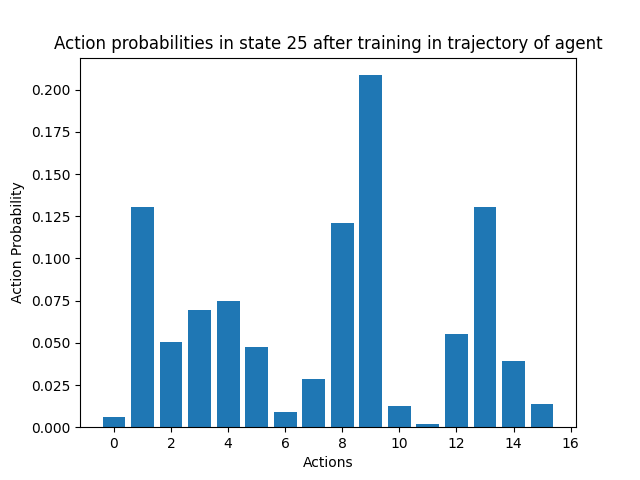 Action probabilities in state 25 after training in trajectory of agent
0.200
0.175
0.150
0.125
0.100
0.075
0.050
0.025
0.000
Action Probability
0 2 4 6 8 10 12 14 16
Actions